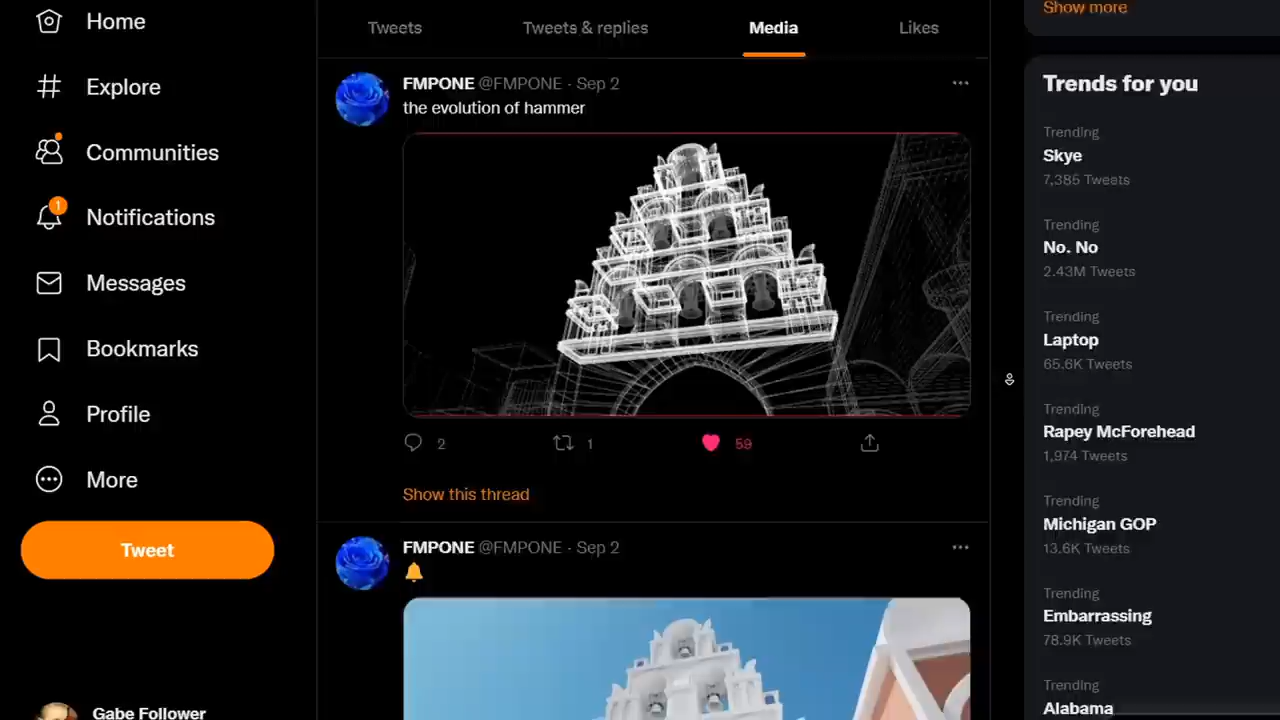 Home
Explore
Communities
1
Notifications
Messages
Bookmarks
Profile
More
Tweet
Gabe Follower
Tweets
Tweets & replies
Media
Likes
FMPONE @FMPONE · Sep 2
the evolution of hammer
2
1
59
Show this thread
FMPONE @FMPONE · Sep 2
Show more
Trends for you
Trending
Skye
7,385 Tweets
Trending
No. No
2.43M Tweets
Trending
Laptop
65.6K Tweets
Trending
Rapey McForehead
1,974 Tweets
Trending
Michigan GOP
13.6K Tweets
Trending
Embarrassing
78.9K Tweets
Trending
Alabama